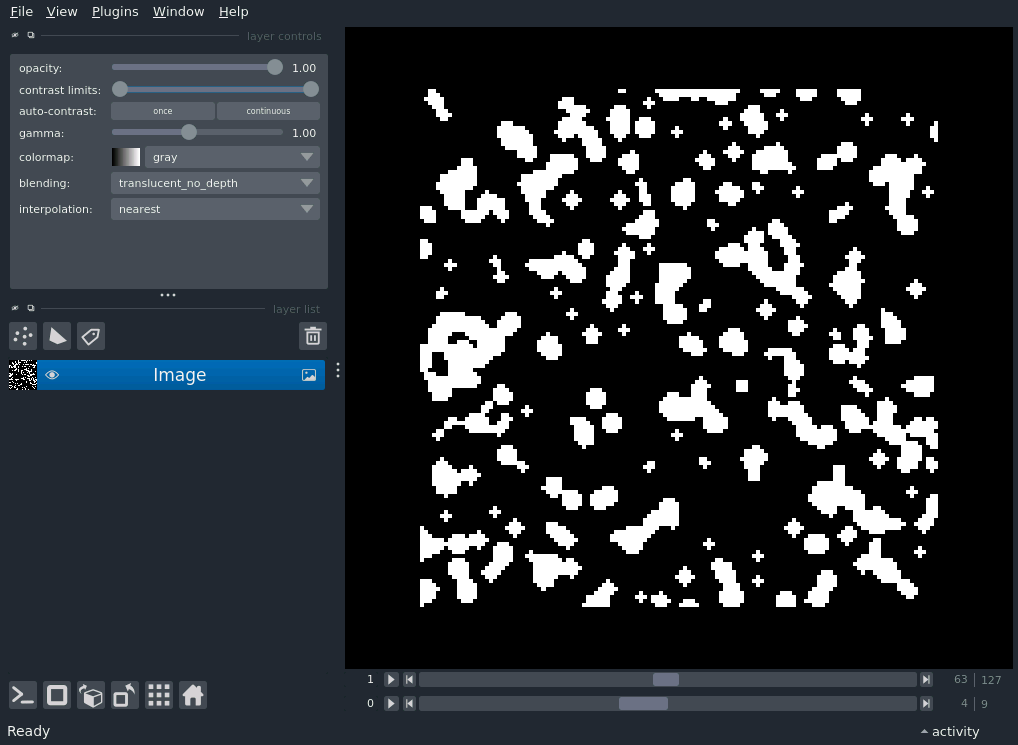 File View Plugins Window Help
layer controls
opacity: 1.00
contrast limits:
auto-contrast: once continuous
gamma: 1.00
colormap: gray
blending: translucent_no_depth
interpolation: nearest
layer list
Image
1 63 127
0 4 9
Ready activity